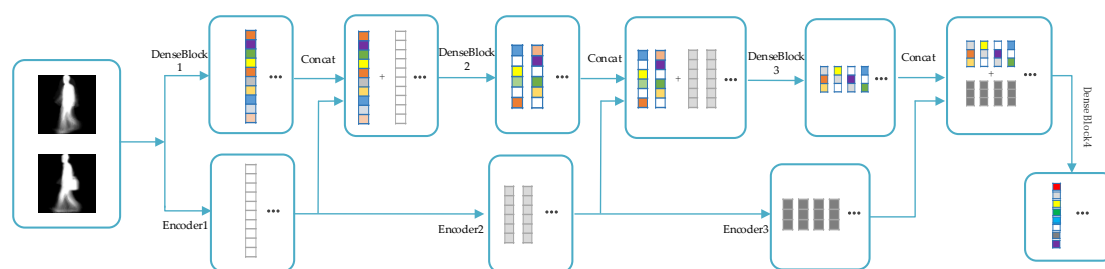 DenseBlock
1
...
Concat
+
...
DenseBlock
2
...
Concat
+
...
DenseBlock
3
...
Concat
+
...
DenseBlock4
...
Encoder1
...
Encoder2
...
Encoder3
...